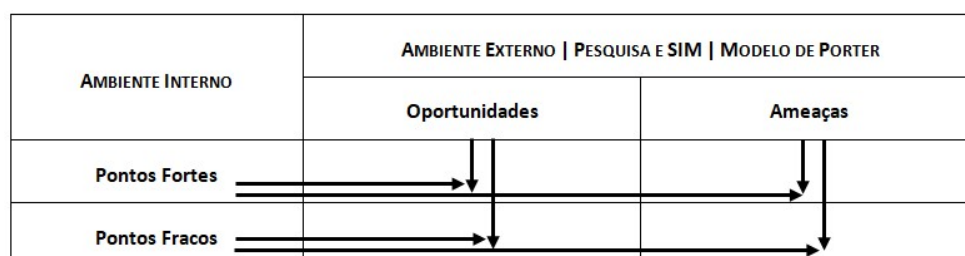 AMBIENTE INTERNO
AMBIENTE EXTERNO | PESQUISA E SIM | MODELO DE PORTER
Oportunidades
Ameaças
Pontos Fortes
Pontos Fracos